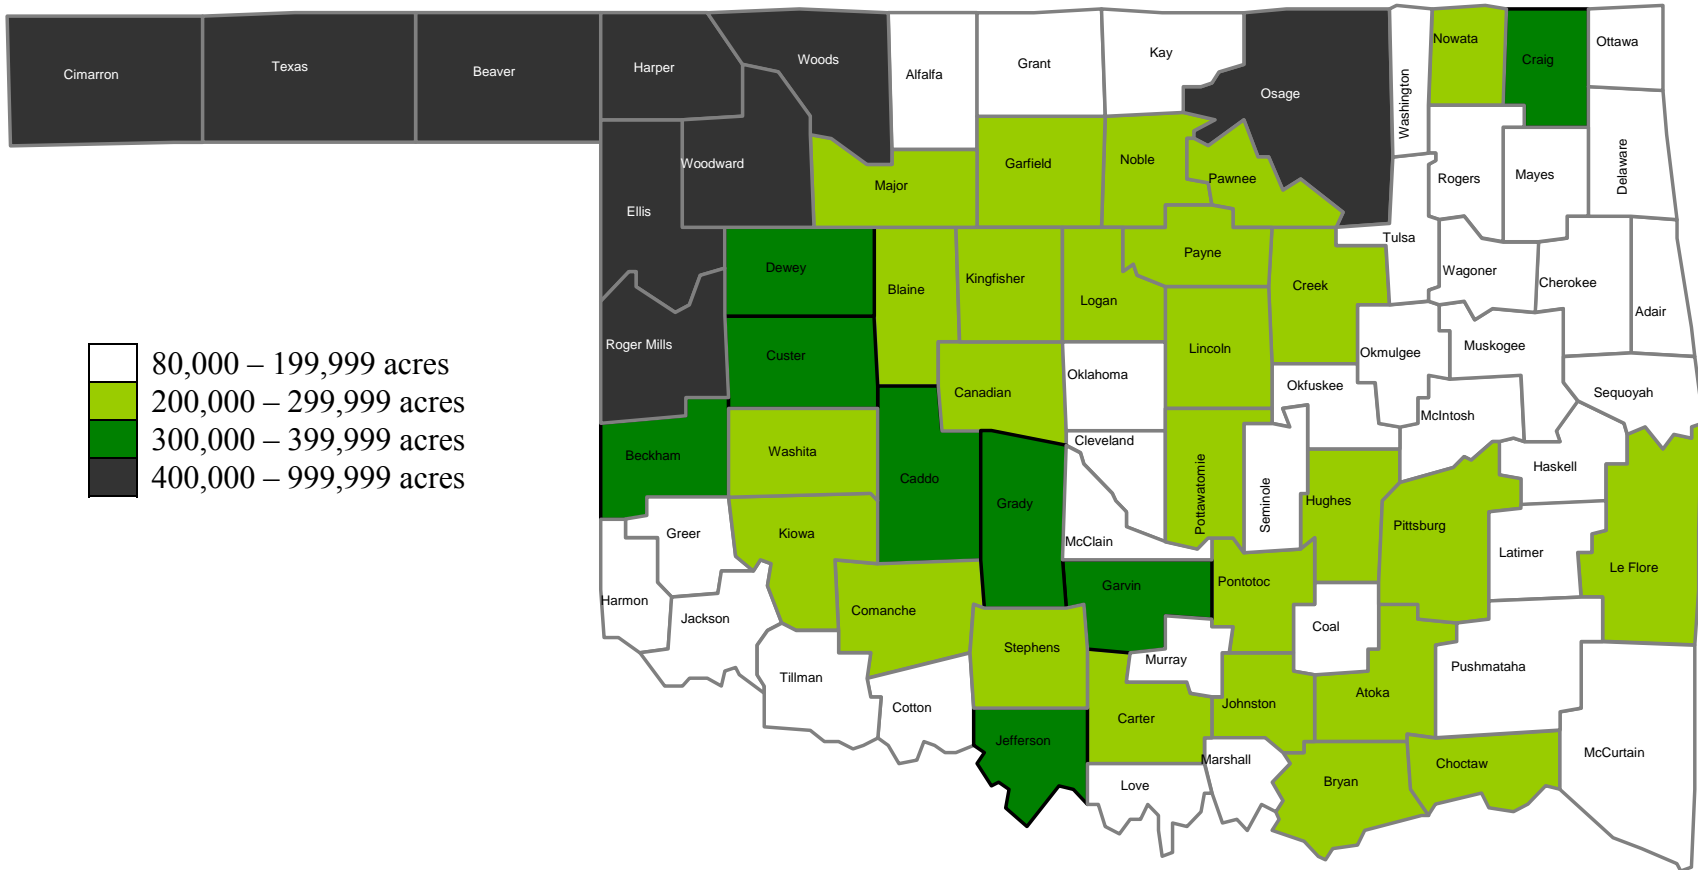 Cimarron
Texas
Beaver
Harper
Woods
Alfalfa
Grant
Kay
Osage
Washington
Nowata
Craig
Ottawa
Ellis
Woodward
Major
Garfield
Noble
Pawnee
Rogers
Mayes
Delaware
Tulsa
Roger Mills
Dewey
Blaine
Kingfisher
Logan
Payne
Creek
Wagoner
Cherokee
Adair
Custer
Canadian
Oklahoma
Lincoln
Okmulgee
Muskogee
Okfuskee
McIntosh
Sequoyah
80,000 – 199,999 acres
200,000 – 299,999 acres
300,000 – 399,999 acres
400,000 – 999,999 acres
Beckham
Washita
Caddo
Grady
Cleveland
Pottawatomie
Seminole
Hughes
Pittsburg
Haskell
Greer
Kiowa
McClain
Latimer
Le Flore
Harmon
Jackson
Comanche
Garvin
Pontotoc
Coal
Tillman
Stephens
Murray
Pushmataha
Cotton
Carter
Johnston
Atoka
Jefferson
Love
Marshall
Bryan
Choctaw
McCurtain